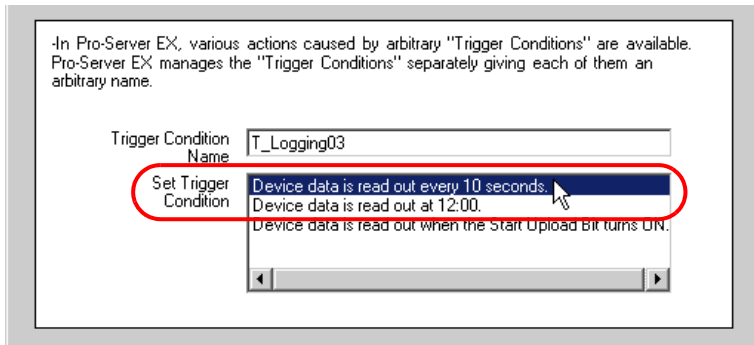 -In Pro-Server EX, various actions caused by arbitrary "Trigger Conditions" are available.
Pro-Server EX manages the "Trigger Conditions" separately giving each of them an
arbitrary name.
Trigger Condition
Name
T_Logging03
Set Trigger
Condition
Device data is read out every 10 seconds.
Device data is read out at 12:00.
Device data is read out when the Start Upload Bit turns ON.